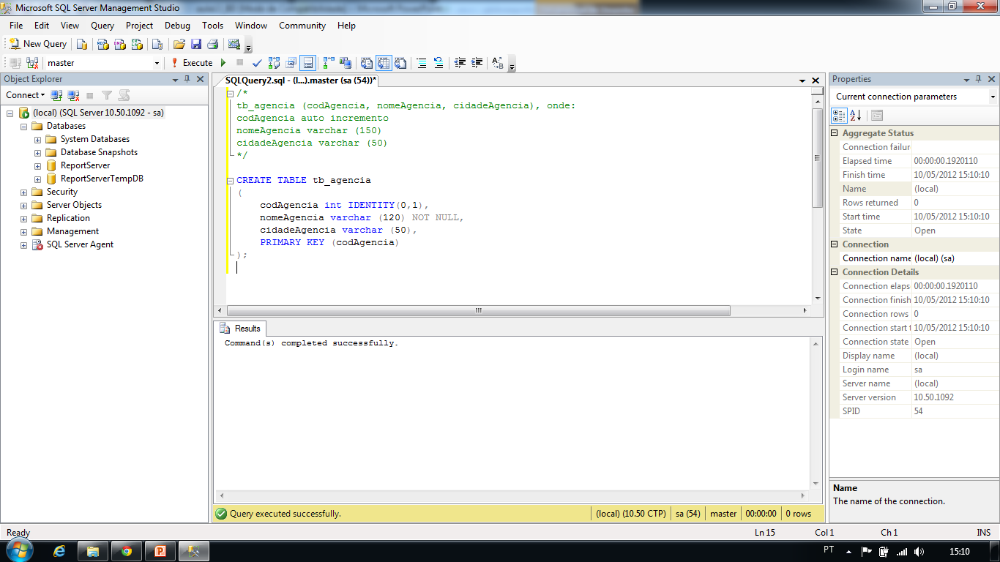 Microsoft SQL Server Management Studio
File Edit View Query Project Debug Tools Window Community Help
New Query
master
Execute
Object Explorer
Connect
(local) (SQL Server 10.50.1092 - sa)
Databases
System Databases
Database Snapshots
ReportServer
ReportServerTempDB
Security
Server Objects
Replication
Management
SQL Server Agent
SQLQuery2.sql - (l...).master (sa (54))*
/*
tb_agencia (codAgencia, nomeAgencia, cidadeAgencia), onde:
codAgencia auto incremento
nomeAgencia varchar (150)
cidadeAgencia varchar (50)
*/
CREATE TABLE tb_agencia
(
codAgencia int IDENTITY(0,1),
nomeAgencia varchar (120) NOT NULL,
cidadeAgencia varchar (50),
PRIMARY KEY (codAgencia)
);
Results
Command(s) completed successfully.
Query executed successfully.
(local) (10.50 CTP) sa (54) master 00:00:00 0 rows
Properties
Current connection parameters
Aggregate Status
Connection failur
Elapsed time 00:00:00.1920110
Finish time 10/05/2012 15:10:10
Name (local)
Rows returned 0
Start time 10/05/2012 15:10:10
State Open
Connection
Connection name (local) (sa)
Connection Details
Connection elaps 00:00:00.1920110
Connection finish 10/05/2012 15:10:10
Connection rows 0
Connection start t 10/05/2012 15:10:10
Connection state Open
Display name (local)
Login name sa
Server name (local)
Server version 10.50.1092
SPID 54
Name
The name of the connection.
Ready Ln 15 Col 1 Ch 1 INS
PT 15:10